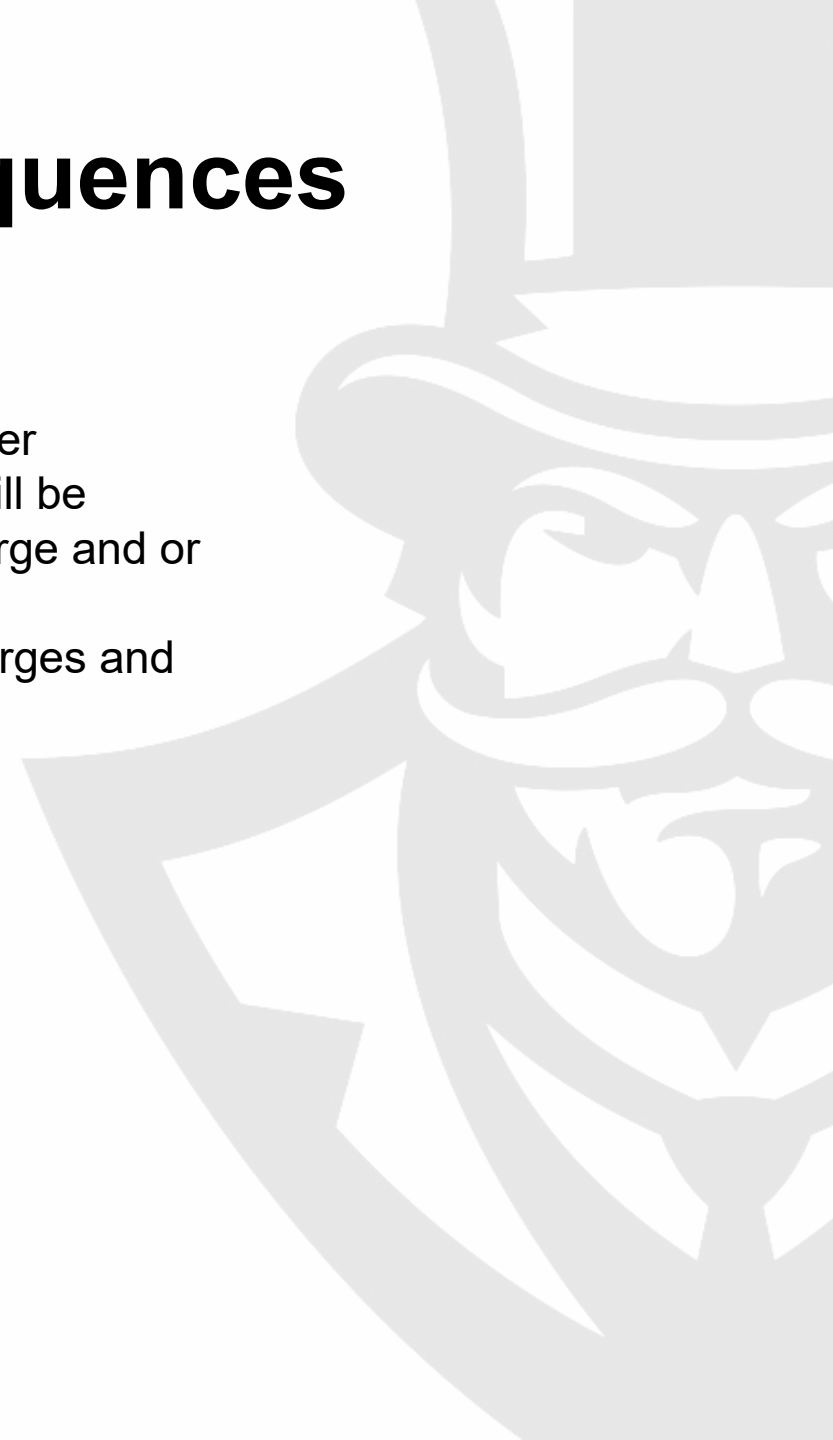 quences
er
ill be
rge and or
rges and